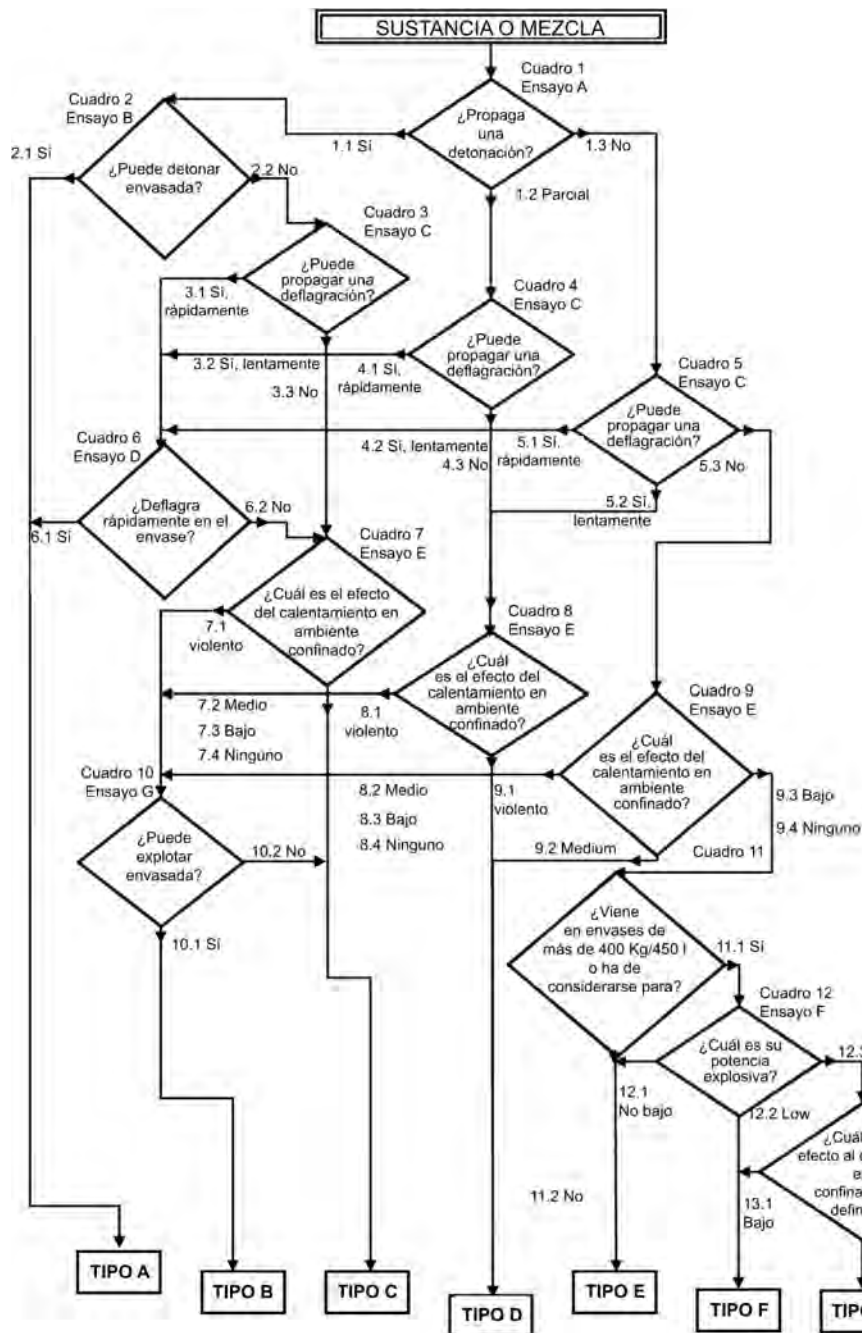 SUSTANCIA O MEZCLA
Cuadro 1
Ensayo A
¿Propaga
una
detonación?
1.1 Sí
1.3 No
1.2 Parcial
Cuadro 2
Ensayo B
¿Puede detonar
envasada?
2.1 Sí
2.2 No
Cuadro 3
Ensayo C
¿Puede
propagar una
deflagración?
3.1 Sí,
rápidamente
3.2 Sí, lentamente
3.3 No
Cuadro 4
Ensayo C
¿Puede
propagar una
deflagración?
4.1 Sí,
rápidamente
4.2 Sí, lentamente
4.3 No
Cuadro 5
Ensayo C
¿Puede
propagar una
deflagración?
5.1 Sí,
rápidamente
5.3 No
5.2 Sí,
lentamente
Cuadro 6
Ensayo D
¿Deflagra
rápidamente en el
envase?
6.1 Sí
6.2 No
Cuadro 7
Ensayo E
¿Cuál es el efecto
del calentamiento en
ambiente
confinado?
7.1
violento
7.2 Medio
7.3 Bajo
7.4 Ninguno
Cuadro 8
Ensayo E
¿Cuál
es el efecto del
calentamiento en
ambiente
confinado?
8.1
violento
8.2 Medio
8.3 Bajo
8.4 Ninguno
Cuadro 9
Ensayo E
¿Cuál
es el efecto del
calentamiento en
ambiente
confinado?
9.1
violento
9.2 Medium
9.3 Bajo
9.4 Ninguno
Cuadro 10
Ensayo G
¿Puede
explotar
envasada?
10.2 No
10.1 Sí
Cuadro 11
¿Viene
en envases de
más de 400 Kg/450 l
o ha de
considerarse para?
11.1 Sí
11.2 No
Cuadro 12
Ensayo F
¿Cuál es su
potencia
explosiva?
12.1
No bajo
12.2 Low
12.3
¿Cuál
efecto al
confina
defin
13.1
Bajo
TIPO A
TIPO B
TIPO C
TIPO D
TIPO E
TIPO F
TIPO